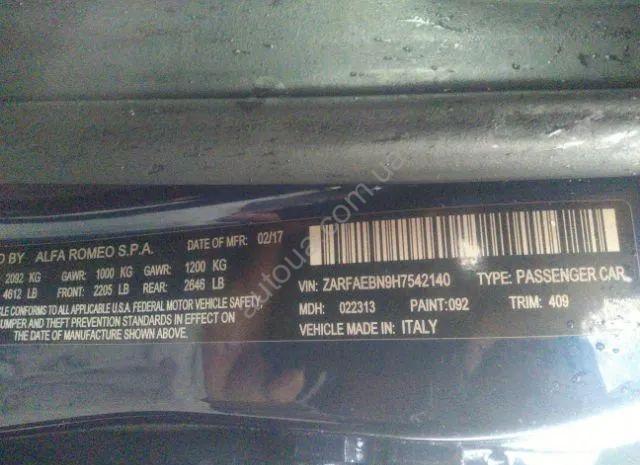 D BY: ALFA ROMEO S.P.A. DATE OF MFR: 02/17
2092 KG GAWR: 1000 KG GAWR: 1200 KG
4612 LB FRONT: 2205 LB REAR: 2646 LB
CLE CONFORMS TO ALL APPLICABLE U.S.A. FEDERAL MOTOR VEHICLE SAFETY,
BUMPER AND THEFT PREVENTION STANDARDS IN EFFECT ON
THE DATE OF MANUFACTURE SHOWN ABOVE.
VIN: ZARFAEBN9H7542140 TYPE: PASSENGER CAR
MDH: 022313 PAINT: 092 TRIM: 409
VEHICLE MADE IN: ITALY
autoua.com.ua